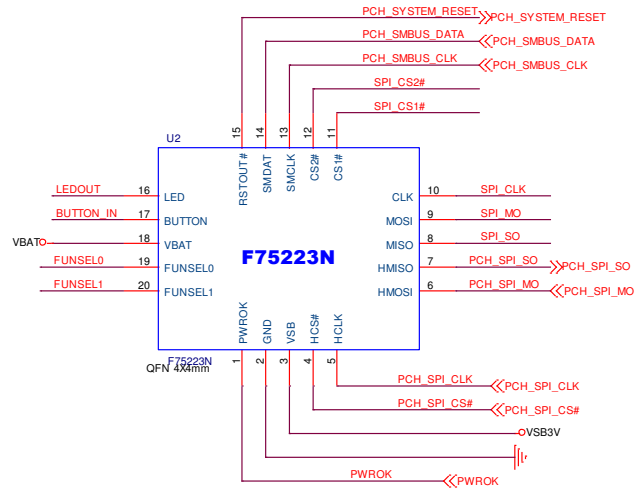 PCH_SYSTEM_RESET PCH_SYSTEM_RESET
PCH_SMBUS_DATA PCH_SMBUS_DATA
PCH_SMBUS_CLK PCH_SMBUS_CLK
SPI_CS2#
SPI_CS1#
15 14 13 12 11
U2
RSTOUT# SMDAT SMCLK CS2# CS1#
LEDOUT 16 LED
BUTTON_IN 17 BUTTON
VBAT 18 VBAT
FUNSEL0 19 FUNSEL0
FUNSEL1 20 FUNSEL1
F75223N
CLK 10 SPI_CLK
MOSI 9 SPI_MO
MISO 8 SPI_SO
HMISO 7 PCH_SPI_SO PCH_SPI_SO
HMOSI 6 PCH_SPI_MO PCH_SPI_MO
PWROK GND VSB HCS# HCLK
F75223N
QFN 4X4mm
1 2 3 4 5
PCH_SPI_CLK PCH_SPI_CLK
PCH_SPI_CS# PCH_SPI_CS#
VSB3V
PWROK PWROK